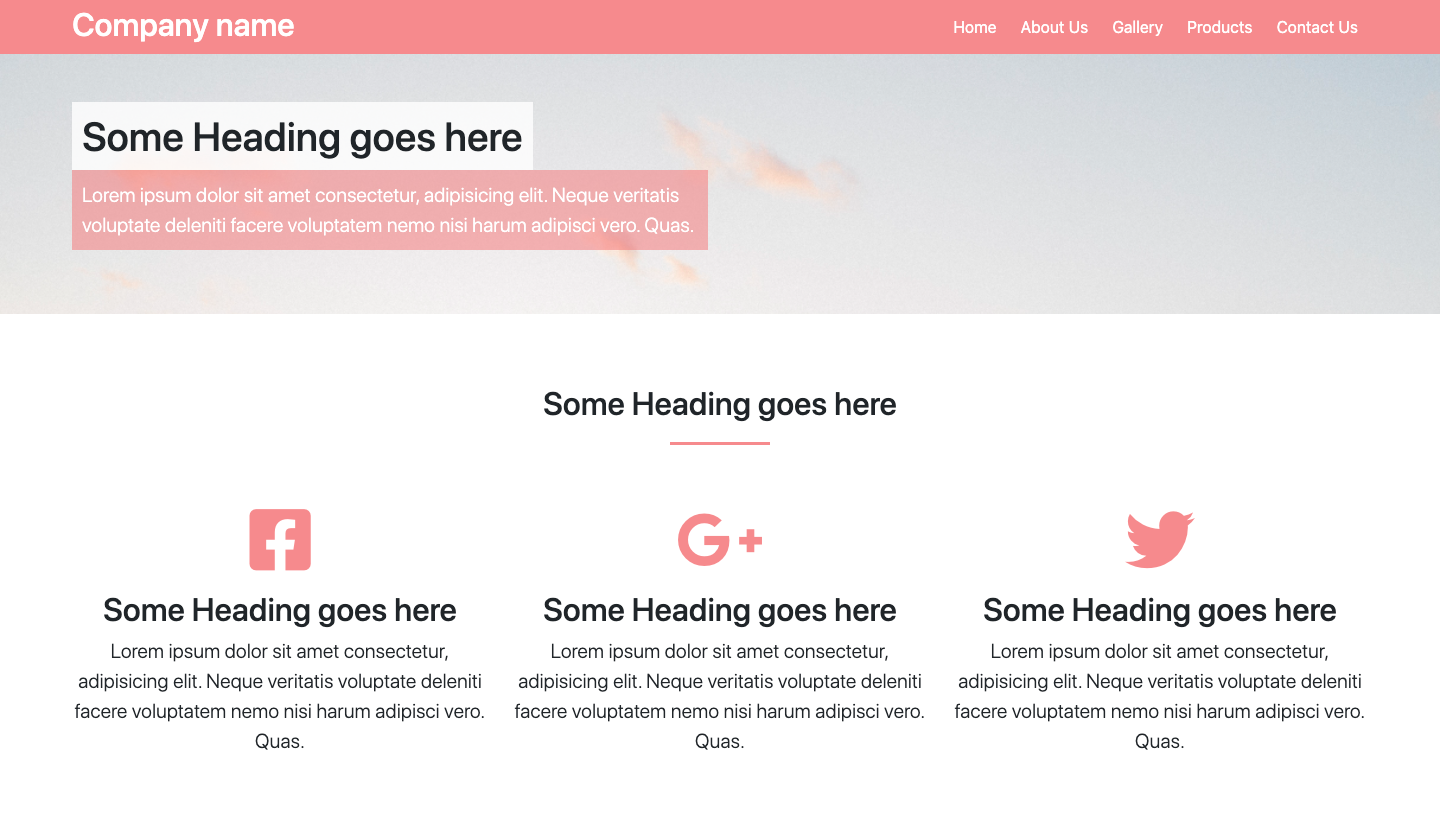 Company name
Home About Us Gallery Products Contact Us
Some Heading goes here
Lorem ipsum dolor sit amet consectetur, adipisicing elit. Neque veritatis
voluptate deleniti facere voluptatem nemo nisi harum adipisci vero. Quas.
Some Heading goes here
Some Heading goes here
Lorem ipsum dolor sit amet consectetur,
adipisicing elit. Neque veritatis voluptate deleniti
facere voluptatem nemo nisi harum adipisci vero.
Quas.
Some Heading goes here
Lorem ipsum dolor sit amet consectetur,
adipisicing elit. Neque veritatis voluptate deleniti
facere voluptatem nemo nisi harum adipisci vero.
Quas.
Some Heading goes here
Lorem ipsum dolor sit amet consectetur,
adipisicing elit. Neque veritatis voluptate deleniti
facere voluptatem nemo nisi harum adipisci vero.
Quas.